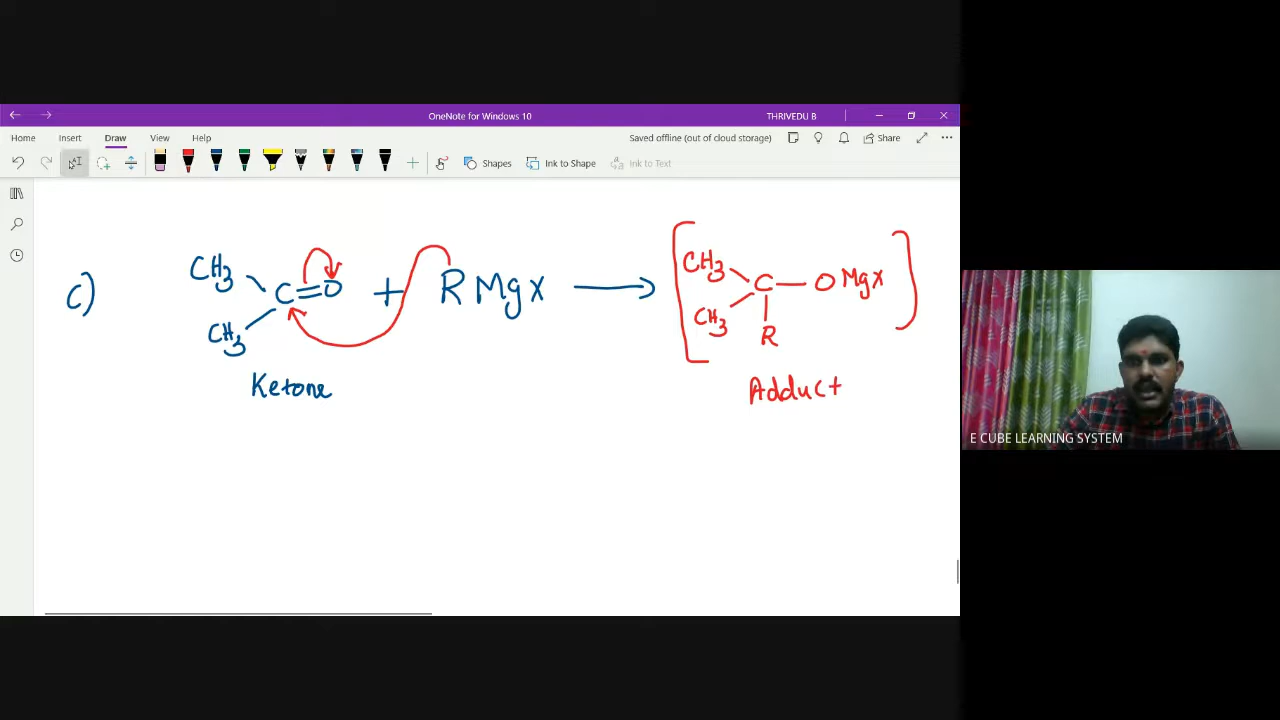 OneNote for Windows 10
THRIVEDU B
Home Insert Draw View Help
Saved offline (out of cloud storage)
Share
Shapes
Ink to Shape
Ink to Text
c)
CH3
CH3
C=O + RMgx
Ketone
CH3
CH3
C—OMgx
R
Adduct
E CUBE LEARNING SYSTEM